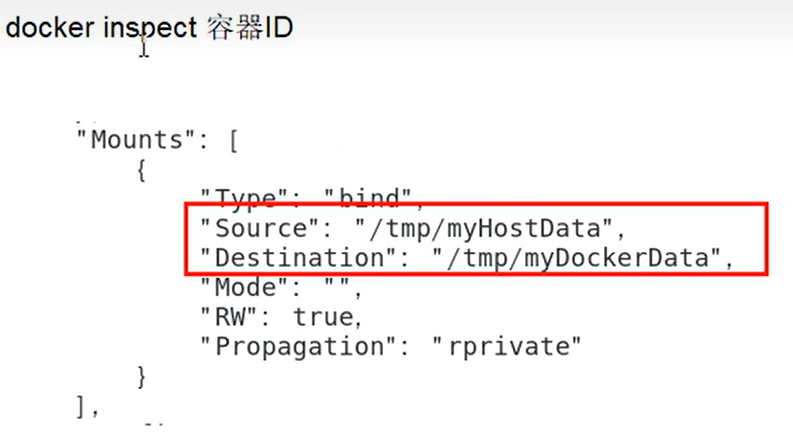 docker inspect 容器ID
"Mounts": [
{
"Type": "bind",
"Source": "/tmp/myHostData",
"Destination": "/tmp/myDockerData",
"Mode": "",
"RW": true,
"Propagation": "rprivate"
}
],